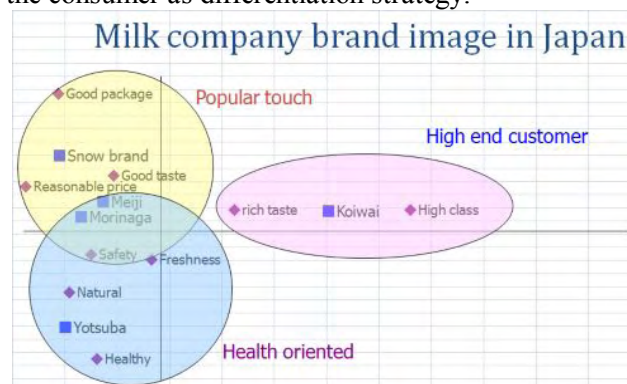 the consumer as differentiation strategy.
Milk company brand image in Japan
Good package
Popular touch
High end customer
Snow brand
Good taste
Reasonable price
Meiji
Morinaga
rich taste
Koiwai
High class
Safety
Freshness
Natural
Yotsuba
Health oriented
Healthy